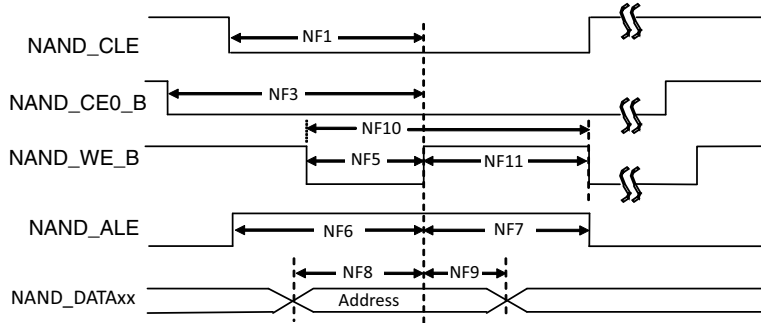 NAND_CLE
NF1
NAND_CE0_B
NF3
NF10
NAND_WE_B
NF5
NF11
NAND_ALE
NF6
NF7
NF8
NF9
NAND_DATAxx
Address